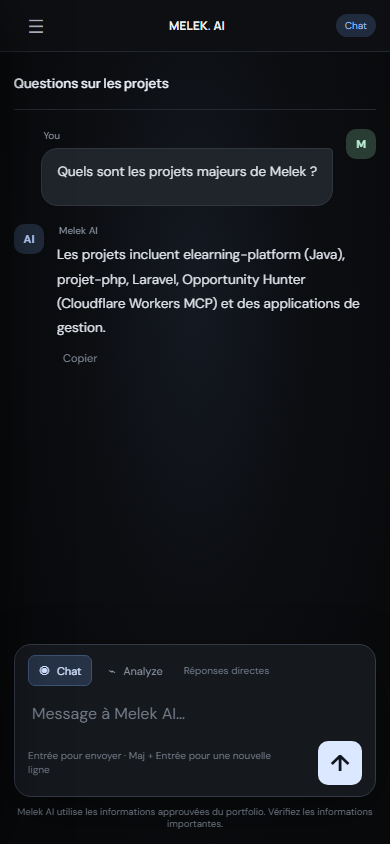 ☰
MELEK. AI
Chat
Questions sur les projets
You
M
Quels sont les projets majeurs de Melek ?
AI
Melek AI
Les projets incluent elearning-platform (Java),
projet-php, Laravel, Opportunity Hunter
(Cloudflare Workers MCP) et des applications de
gestion.
Copier
◉ Chat
⌁ Analyze
Réponses directes
Message à Melek AI...
Entrée pour envoyer · Maj + Entrée pour une nouvelle
ligne
↑
Melek AI utilise les informations approuvées du portfolio. Vérifiez les informations
importantes.